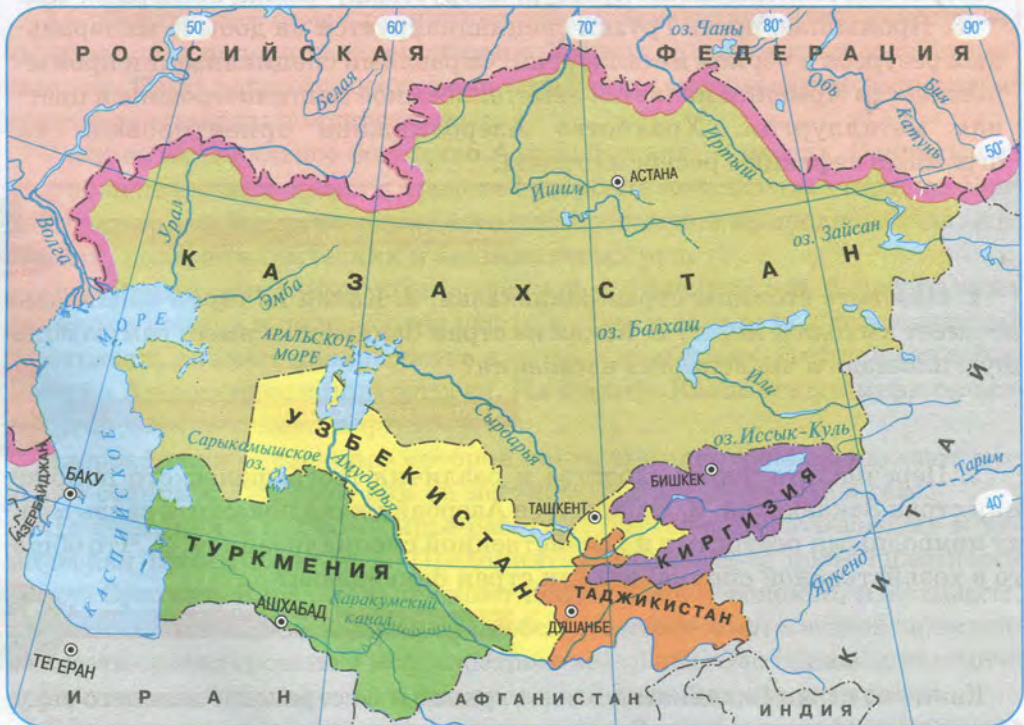 50°
60°
70°
80°
90°
РОССИЙСКАЯ
ФЕДЕРАЦИЯ
оз. Чаны
Обь
Бия
Катунь
Белая
Иртыш
50°
Ишим
АСТАНА
Волга
Урал
оз. Зайсан
КАЗАХСТАН
Эмба
МОРЕ
АРАЛЬСКОЕ
МОРЕ
оз. Балхаш
Или
КИТАЙ
УЗБЕКИСТАН
Сырдарья
Сарыкамышское
оз.
Амударья
оз. Иссык-Куль
БИШКЕК
Тарим
АЗЕРБАЙДЖАН
БАКУ
КАСПИЙСКОЕ
ТАШКЕНТ
КИРГИЗИЯ
40°
ТУРКМЕНИЯ
Яркенд
ТАДЖИКИСТАН
АШХАБАД
Каракумский
канал
ДУШАНБЕ
ТЕГЕРАН
ИРАН
АФГАНИСТАН
ИНДИЯ